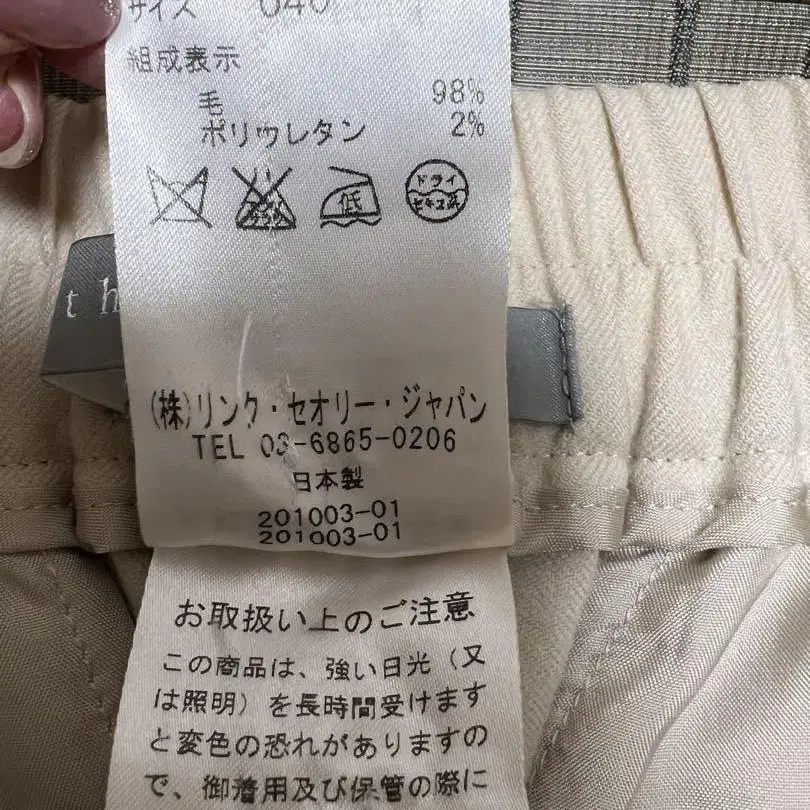 サイズ 040
組成表示
毛 98%
ポリウレタン 2%
低
ドライ
セキユ系
th
(株)リンク・セオリー・ジャパン
TEL 03-6865-0206
日本製
201003-01
201003-01
お取扱い上のご注意
この商品は、強い日光（又
は照明）を長時間受けます
と変色の恐れがありますの
で、御着用及び保管の際に